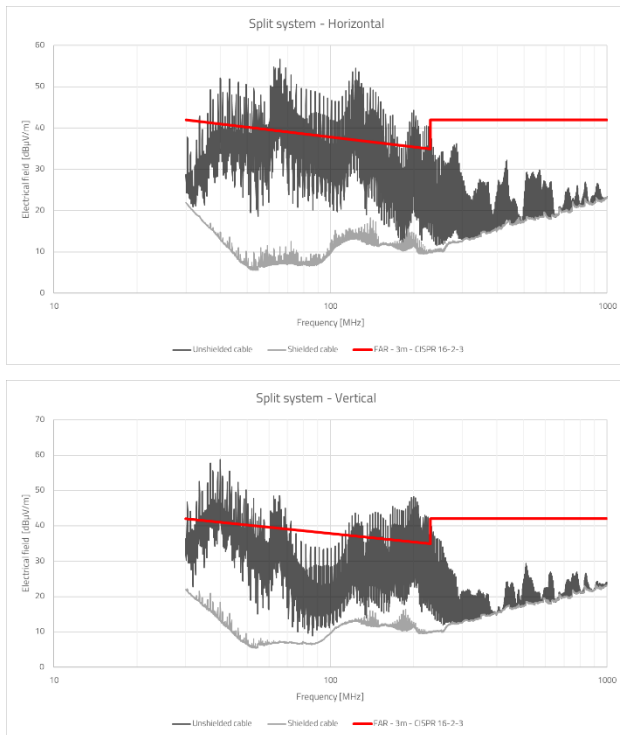 Split system - Horizontal
60
50
40
30
20
10
0
Electrical field [dBµV/m]
10 100 1000
Frequency [MHz]
Unshielded cable Shielded cable FAR - 3m - CISPR 16-2-3
Split system - Vertical
70
60
50
40
30
20
10
0
Electrical field [dBµV/m]
10 100 1000
Frequency [MHz]
Unshielded cable Shielded cable FAR - 3m - CISPR 16-2-3